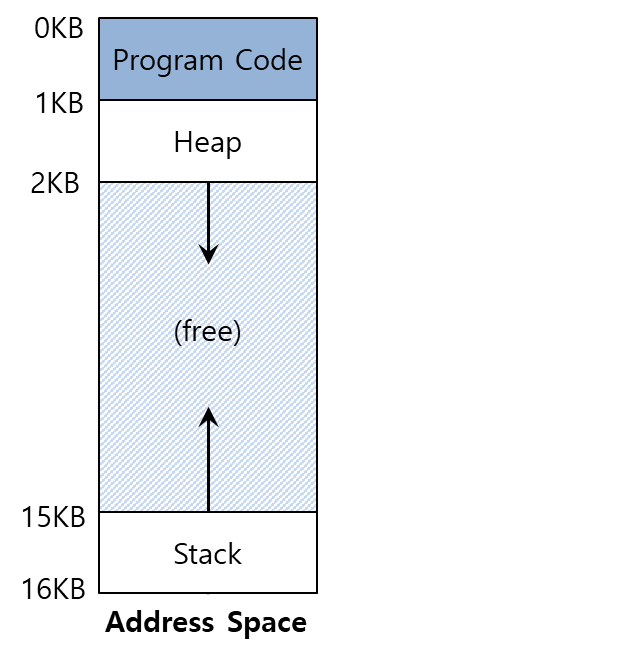 0KB
Program Code
1KB
Heap
2KB
(free)
15KB
Stack
16KB
Address Space